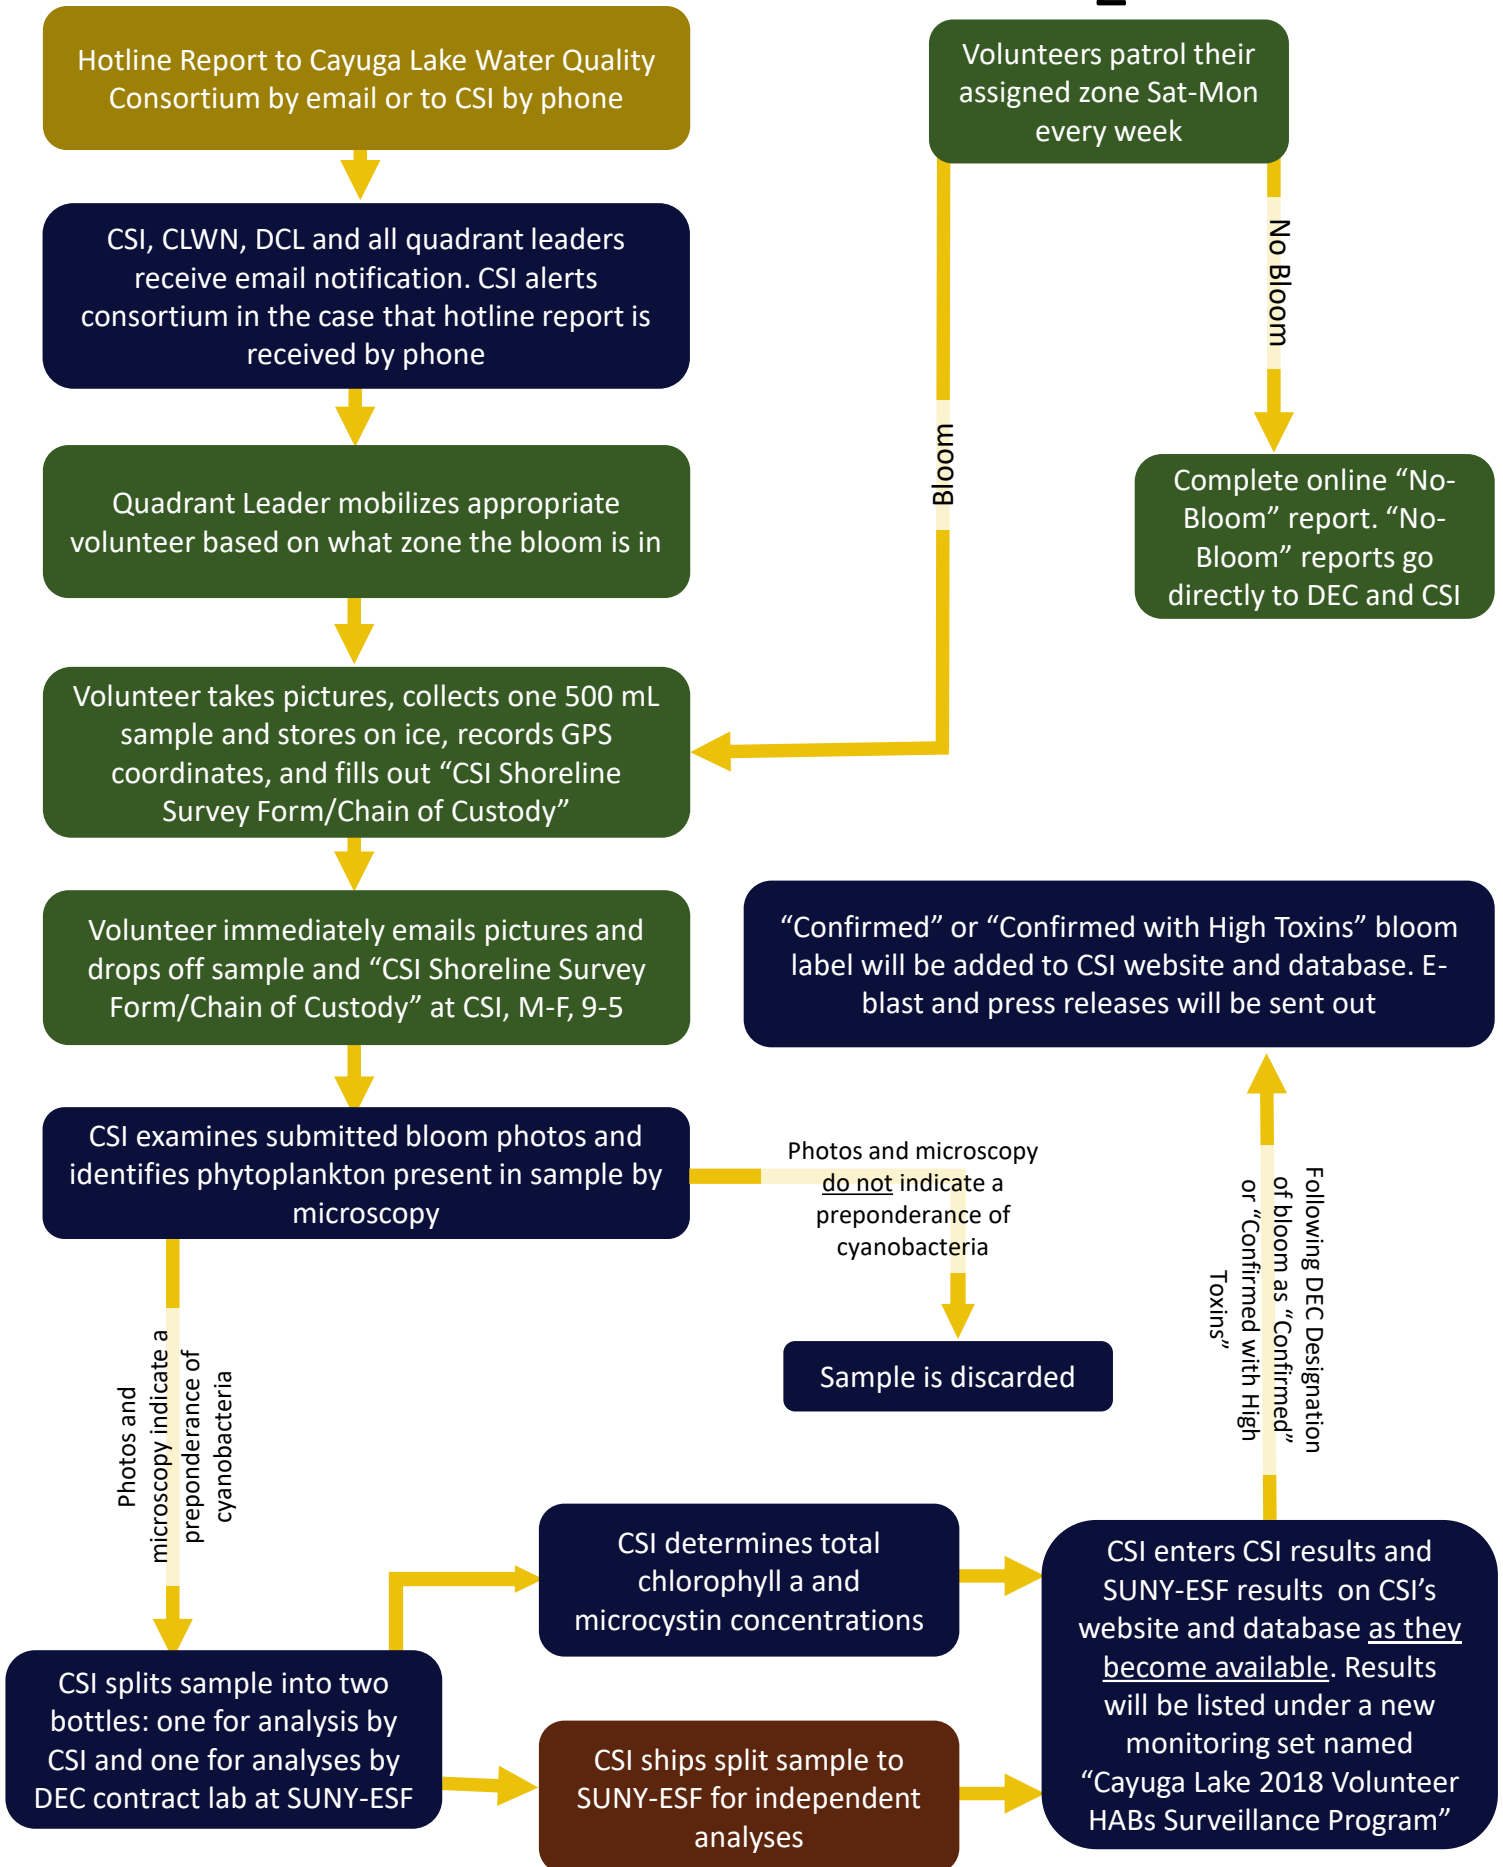 Hotline Report to Cayuga Lake Water Quality
Consortium by email or to CSI by phone
Volunteers patrol their
assigned zone Sat-Mon
every week
CSI, CLWN, DCL and all quadrant leaders
receive email notification. CSI alerts
consortium in the case that hotline report is
received by phone
No Bloom
Bloom
Quadrant Leader mobilizes appropriate
volunteer based on what zone the bloom is in
Complete online “No-
Bloom” report. “No-
Bloom” reports go
directly to DEC and CSI
Volunteer takes pictures, collects one 500 mL
sample and stores on ice, records GPS
coordinates, and fills out “CSI Shoreline
Survey Form/Chain of Custody”
Volunteer immediately emails pictures and
drops off sample and “CSI Shoreline Survey
Form/Chain of Custody” at CSI, M-F, 9-5
“Confirmed” or “Confirmed with High Toxins” bloom
label will be added to CSI website and database. E-
blast and press releases will be sent out
CSI examines submitted bloom photos and
identifies phytoplankton present in sample by
microscopy
Photos and microscopy
do not indicate a
preponderance of
cyanobacteria
Following DEC Designation
of bloom as “Confirmed”
or “Confirmed with High
Toxins”
Sample is discarded
Photos and
microscopy indicate a
preponderance of
cyanobacteria
CSI determines total
chlorophyll a and
microcystin concentrations
CSI enters CSI results and
SUNY-ESF results on CSI’s
website and database as they
become available. Results
will be listed under a new
monitoring set named
“Cayuga Lake 2018 Volunteer
HABs Surveillance Program”
CSI splits sample into two
bottles: one for analysis by
CSI and one for analyses by
DEC contract lab at SUNY-ESF
CSI ships split sample to
SUNY-ESF for independent
analyses